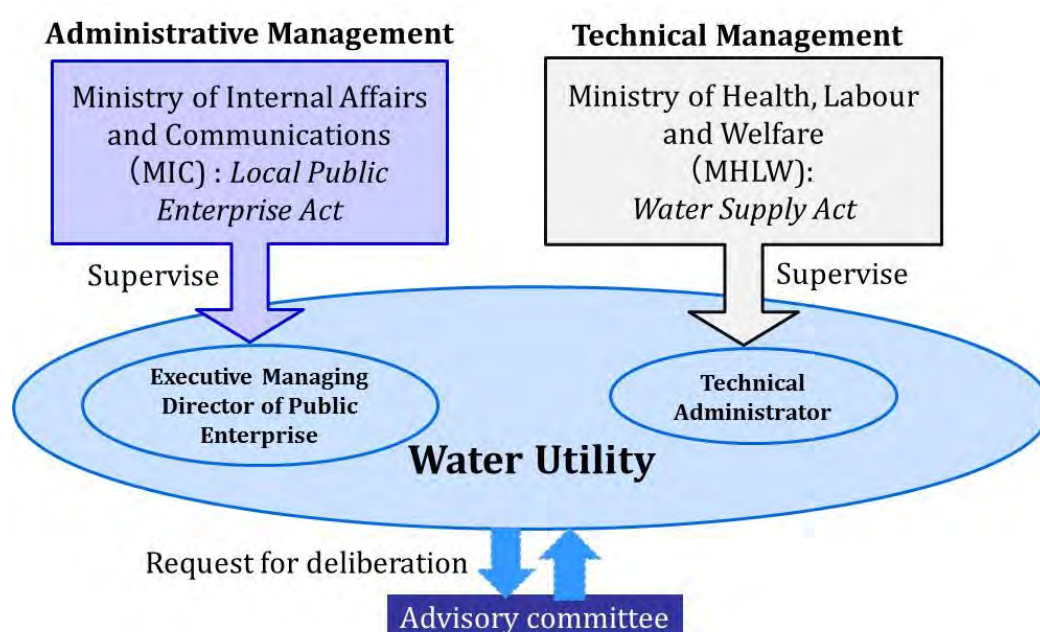 Administrative Management
Technical Management
Ministry of Internal Affairs
and Communications
(MIC) : Local Public
Enterprise Act
Ministry of Health, Labour
and Welfare
(MHLW):
Water Supply Act
Supervise
Supervise
Executive Managing
Director of Public
Enterprise
Technical
Administrator
Water Utility
Request for deliberation
Advisory committee